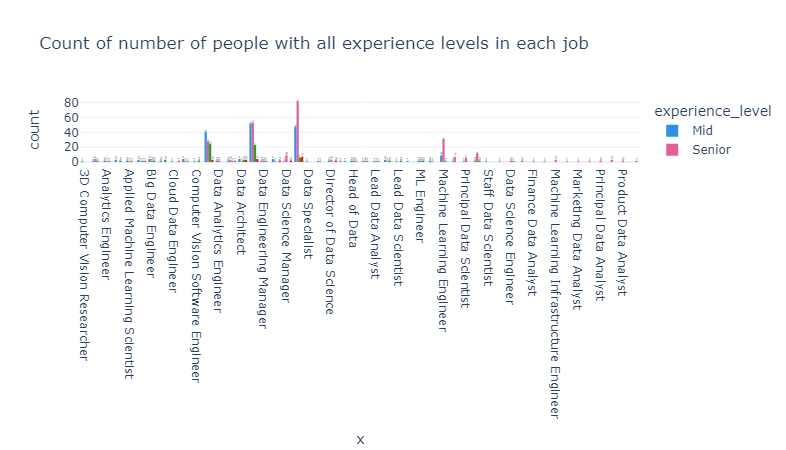 Count of number of people with all experience levels in each job
80
60
40
20
0
count
experience_level
Mid
Senior
3D Computer Vision Researcher
Analytics Engineer
Applied Machine Learning Scientist
Big Data Engineer
Cloud Data Engineer
Computer Vision Software Engineer
Data Analytics Engineer
Data Architect
Data Engineering Manager
Data Science Manager
Data Specialist
Director of Data Science
Head of Data
Lead Data Analyst
Lead Data Scientist
ML Engineer
Machine Learning Engineer
Principal Data Scientist
Staff Data Scientist
Data Science Engineer
Finance Data Analyst
Machine Learning Infrastructure Engineer
Marketing Data Analyst
Principal Data Analyst
Product Data Analyst
x